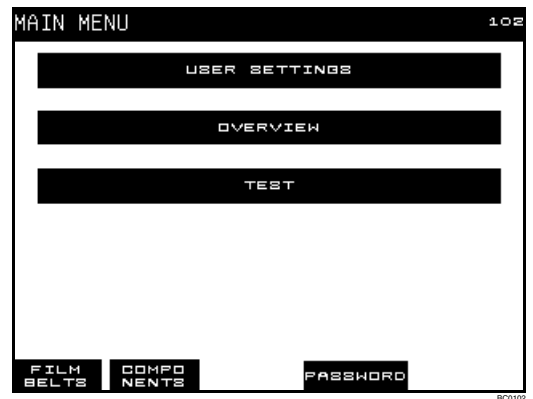 MAIN MENU 102
USER SETTINGS
OVERVIEW
TEST
FILM COMPO
BELTS NENTS PASSWORD
BC0102